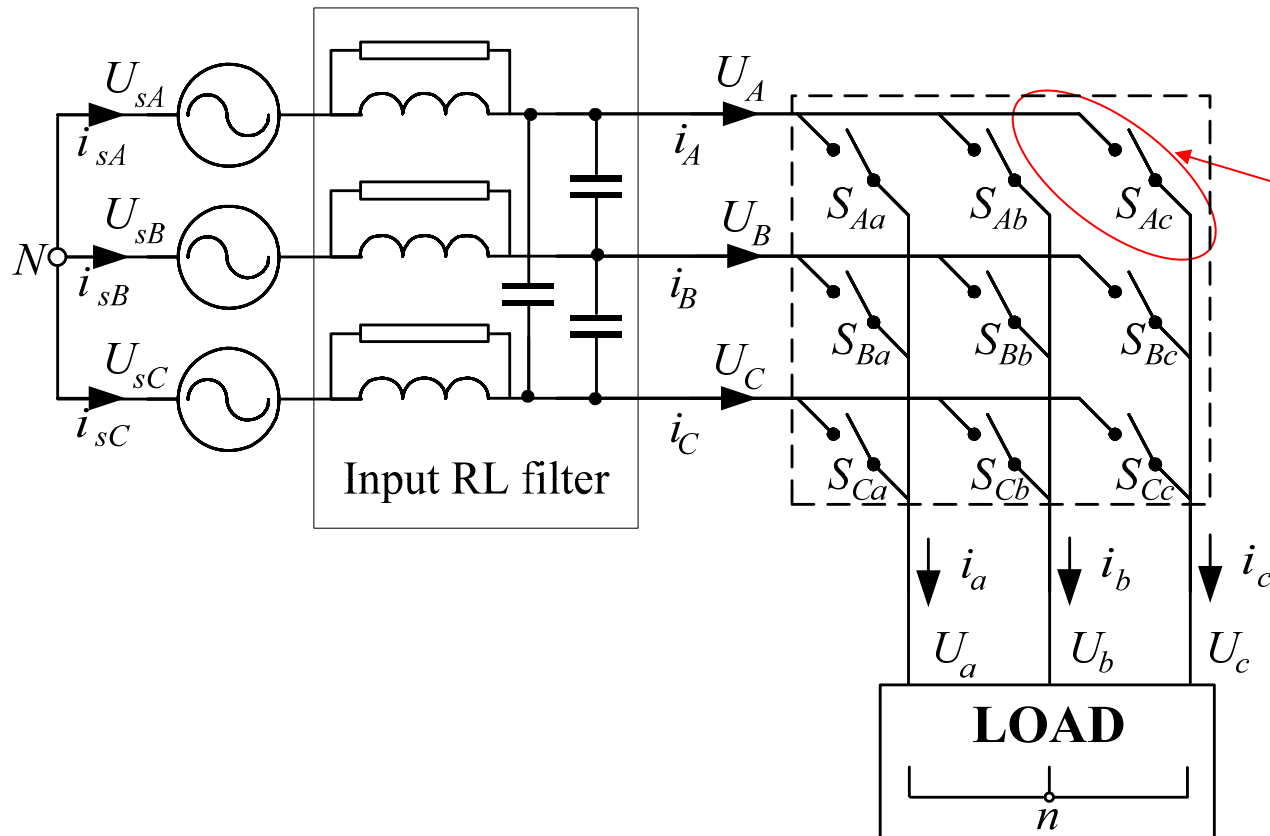 U_sA
i_sA
U_A
i_A
S_Aa S_Ab S_Ac
U_sB
N
i_sB
U_B
i_B
S_Ba S_Bb S_Bc
U_sC
i_sC
U_C
i_C
S_Ca S_Cb S_Cc
Input RL filter
i_a i_b i_c
U_a U_b U_c
LOAD
n